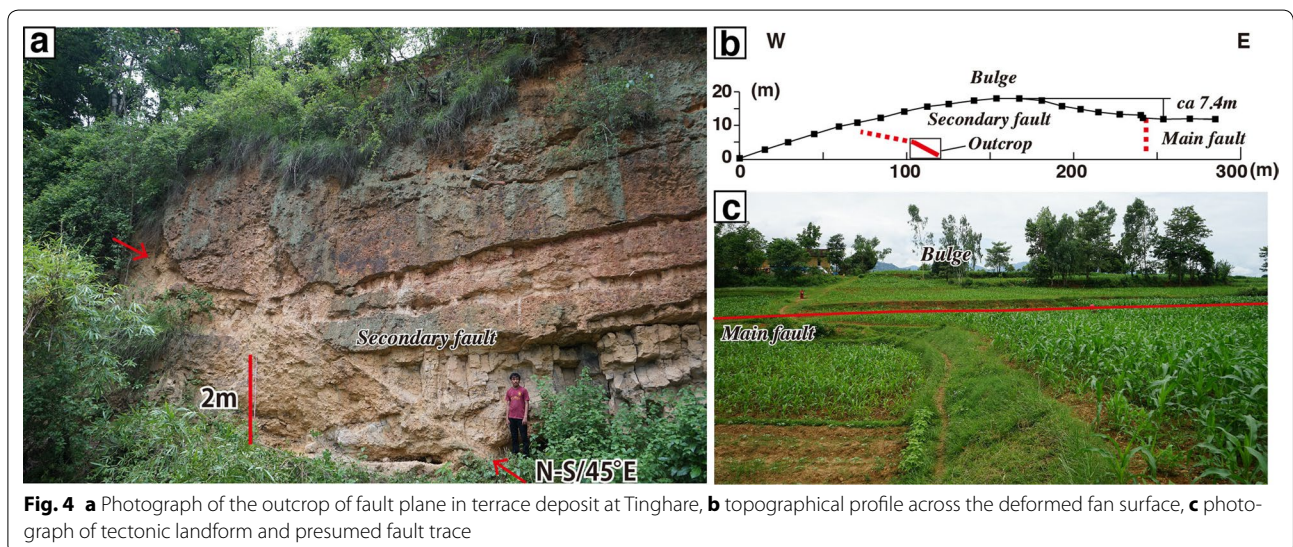 a
Secondary fault
2m
N-S/45°E
b
W
E
Bulge
20
(m)
ca 7.4m
Secondary fault
10
Outcrop
Main fault
0
0
100
200
300
(m)
c
Bulge
Main fault
Fig. 4 a Photograph of the outcrop of fault plane in terrace deposit at Tinghare, b topographical profile across the deformed fan surface, c photo-
graph of tectonic landform and presumed fault trace